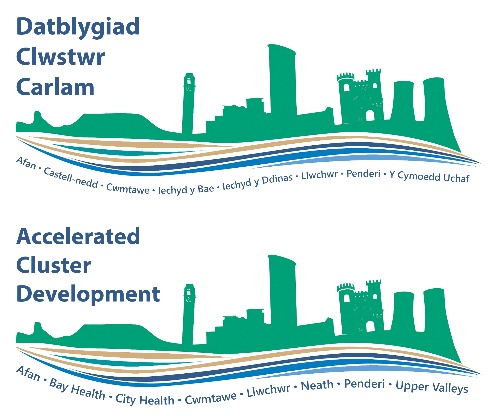 Datblygiad
Clwstwr
Carlam
Afan • Castell-nedd • Cwmtawe • Iechyd y Bae • Iechyd y Ddinas • Llwchwr • Penderi • Y Cymoedd Uchaf
Accelerated
Cluster
Development
Afan • Bay Health • City Health • Cwmtawe • Llwchwr • Neath • Penderi • Upper Valleys